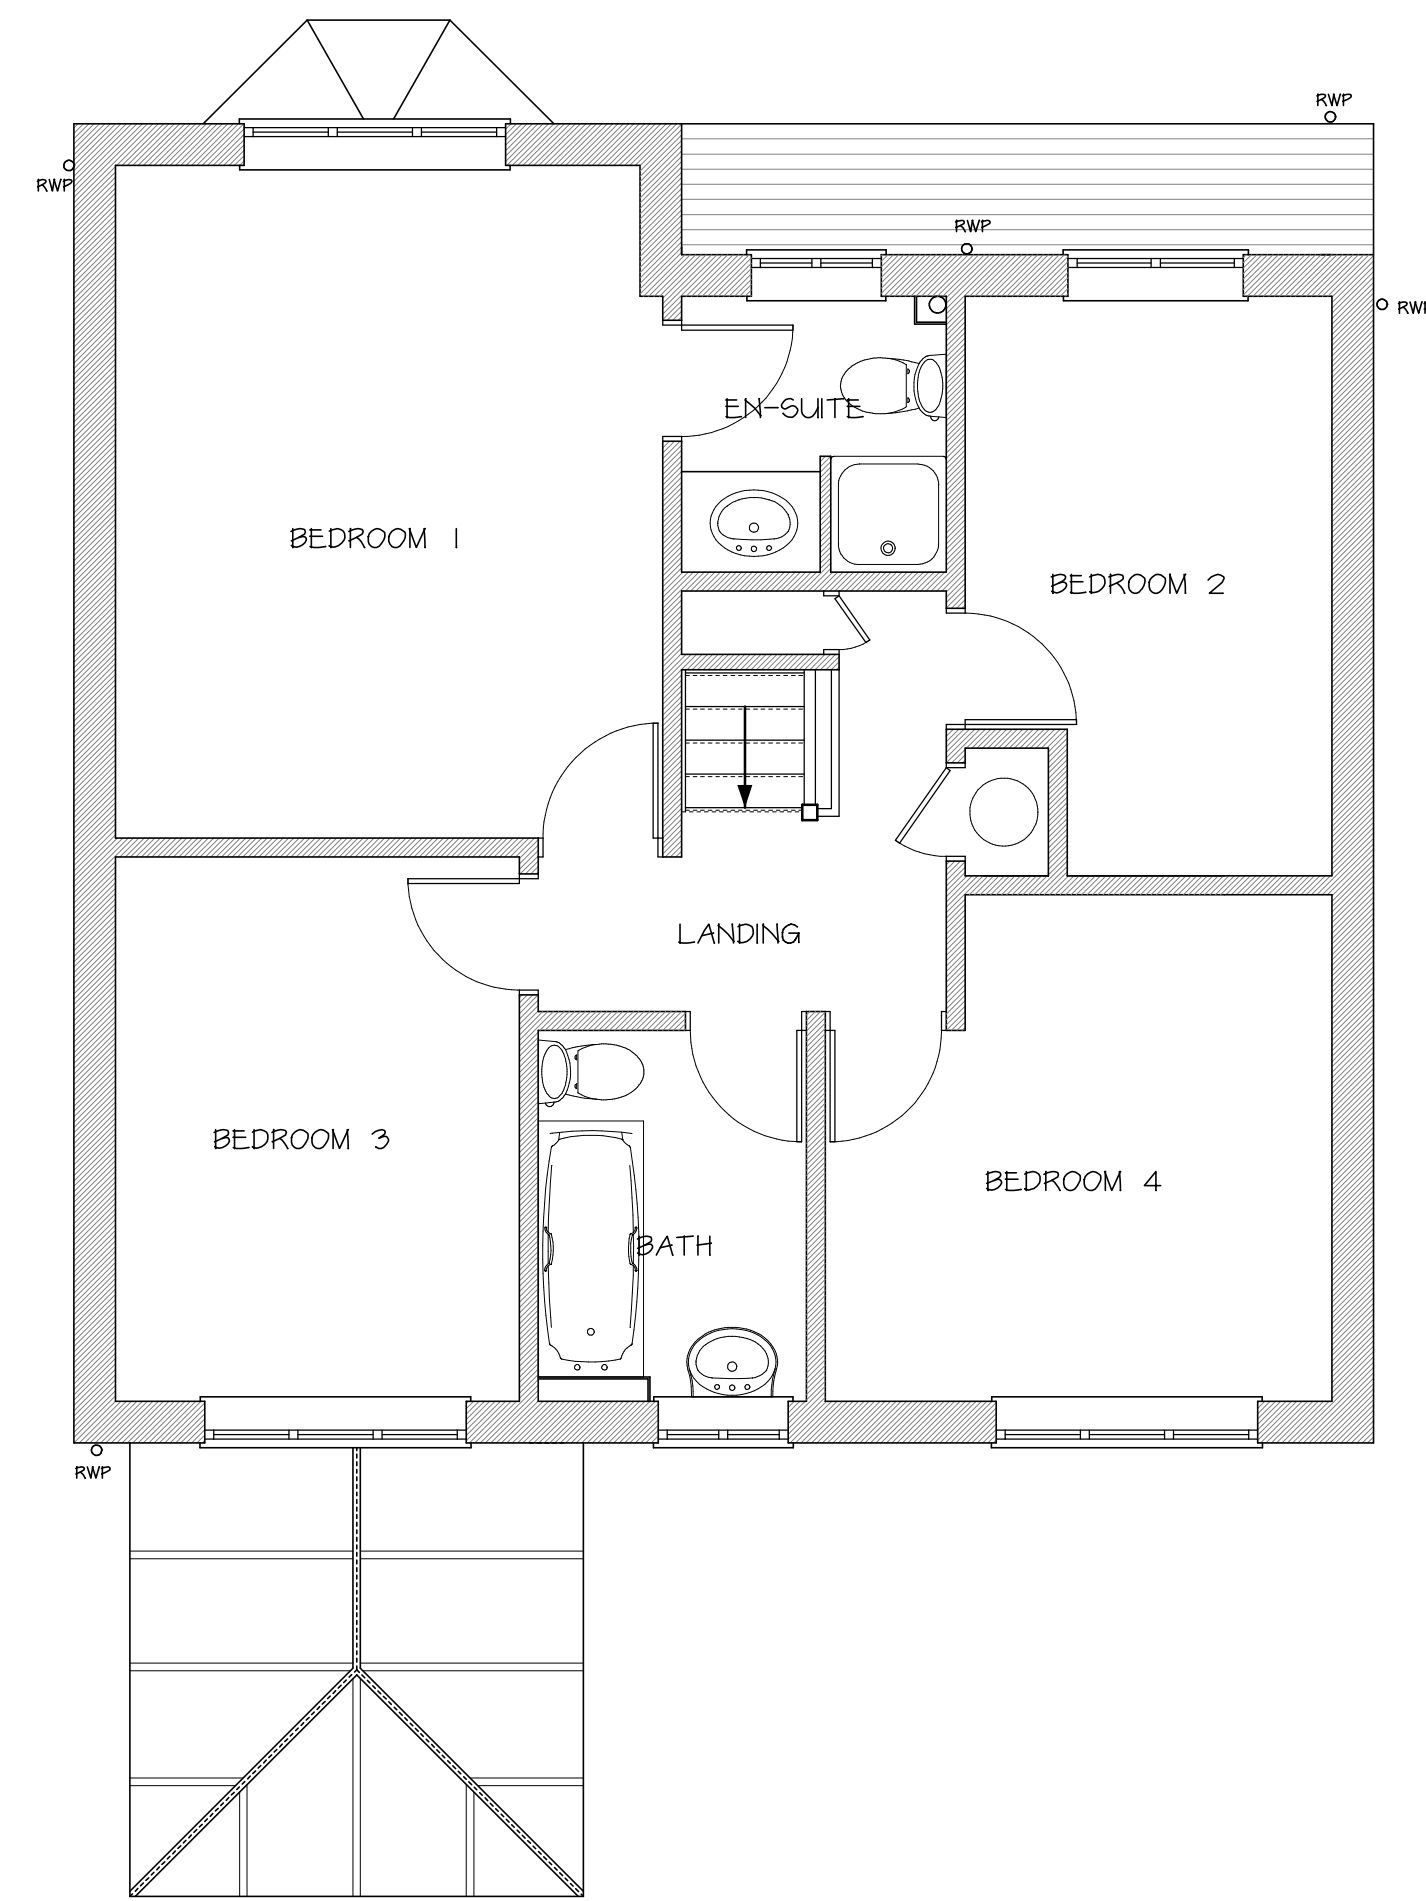 RWP
RWP
RWP
RWP
EN-SUITE
BEDROOM 1
BEDROOM 2
LANDING
BEDROOM 3
BEDROOM 4
BATH
RWP